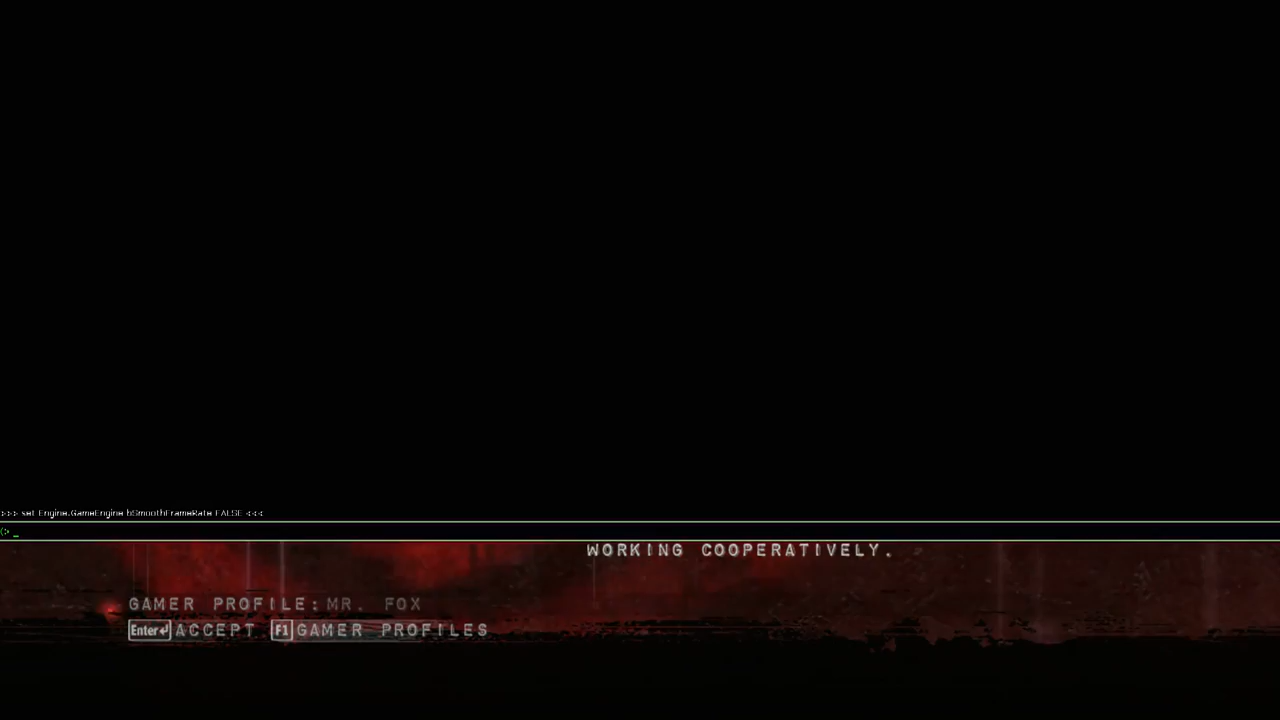 >>> set Engine.GameEngine bSmoothFrameRate FALSE <<<
(> _
WORKING COOPERATIVELY.
GAMER PROFILE: MR. FOX
Enter↵ ACCEPT F1 GAMER PROFILES